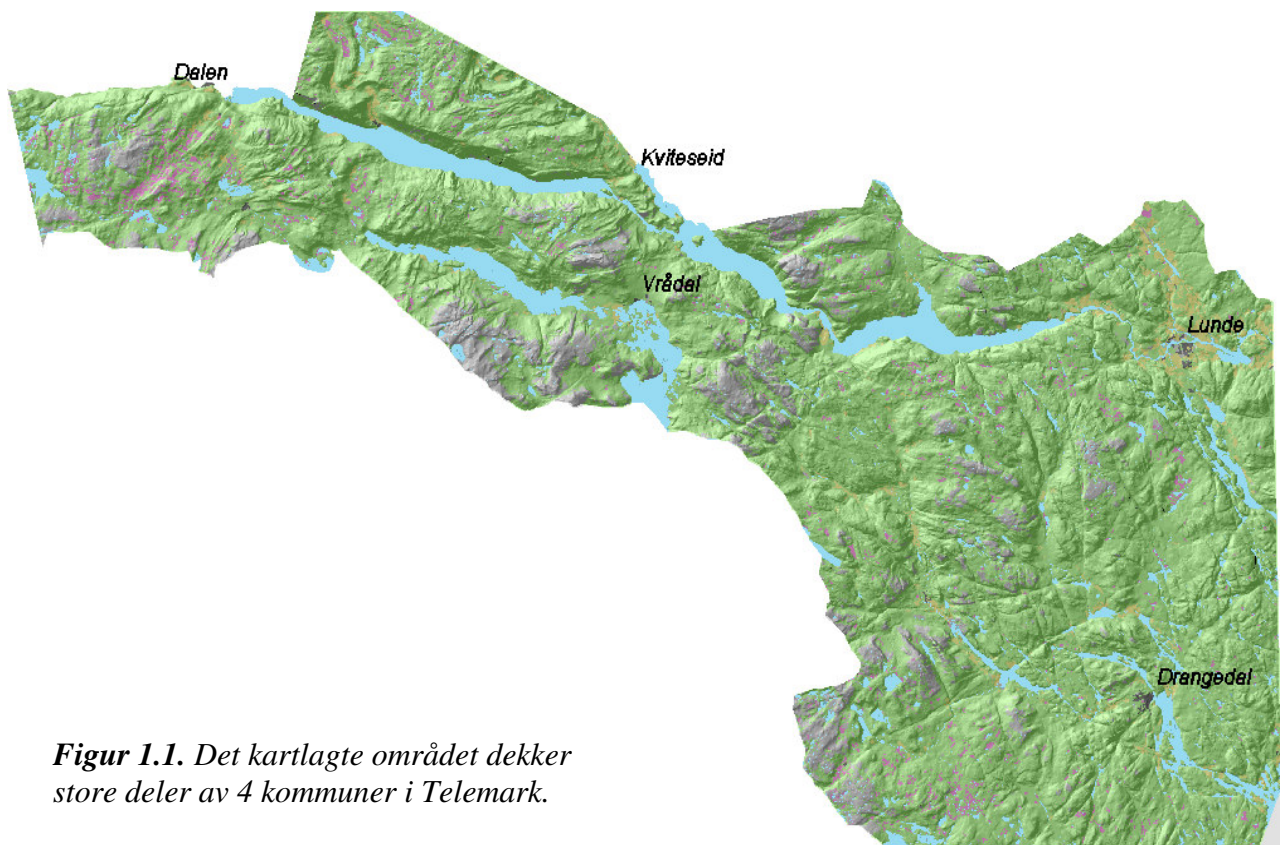 Dalen
Kviteseid
Vrådal
Lunde
Drangedal
Figur 1.1. Det kartlagte området dekker
store deler av 4 kommuner i Telemark.